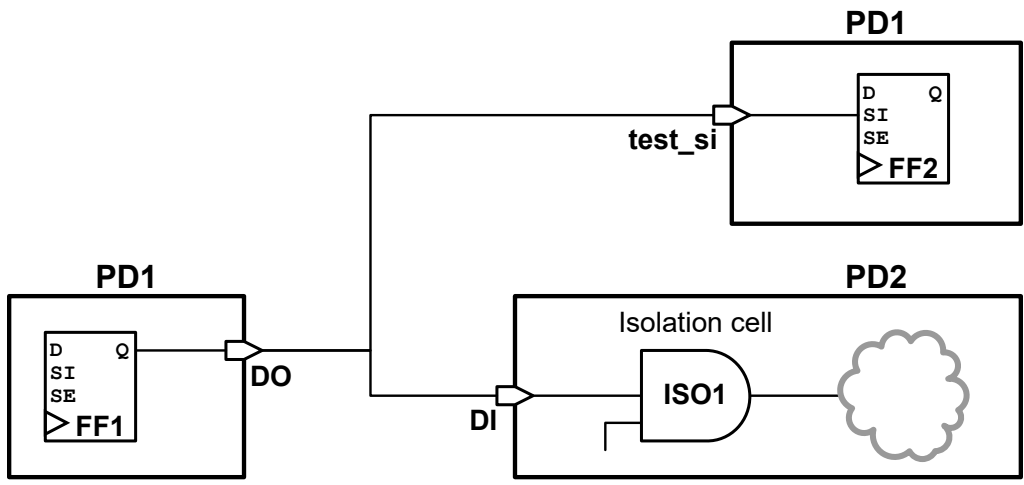 PD1
D Q
SI
SE
FF2
test_si
PD1
D Q
SI
SE
FF1
DO
PD2
Isolation cell
ISO1
DI